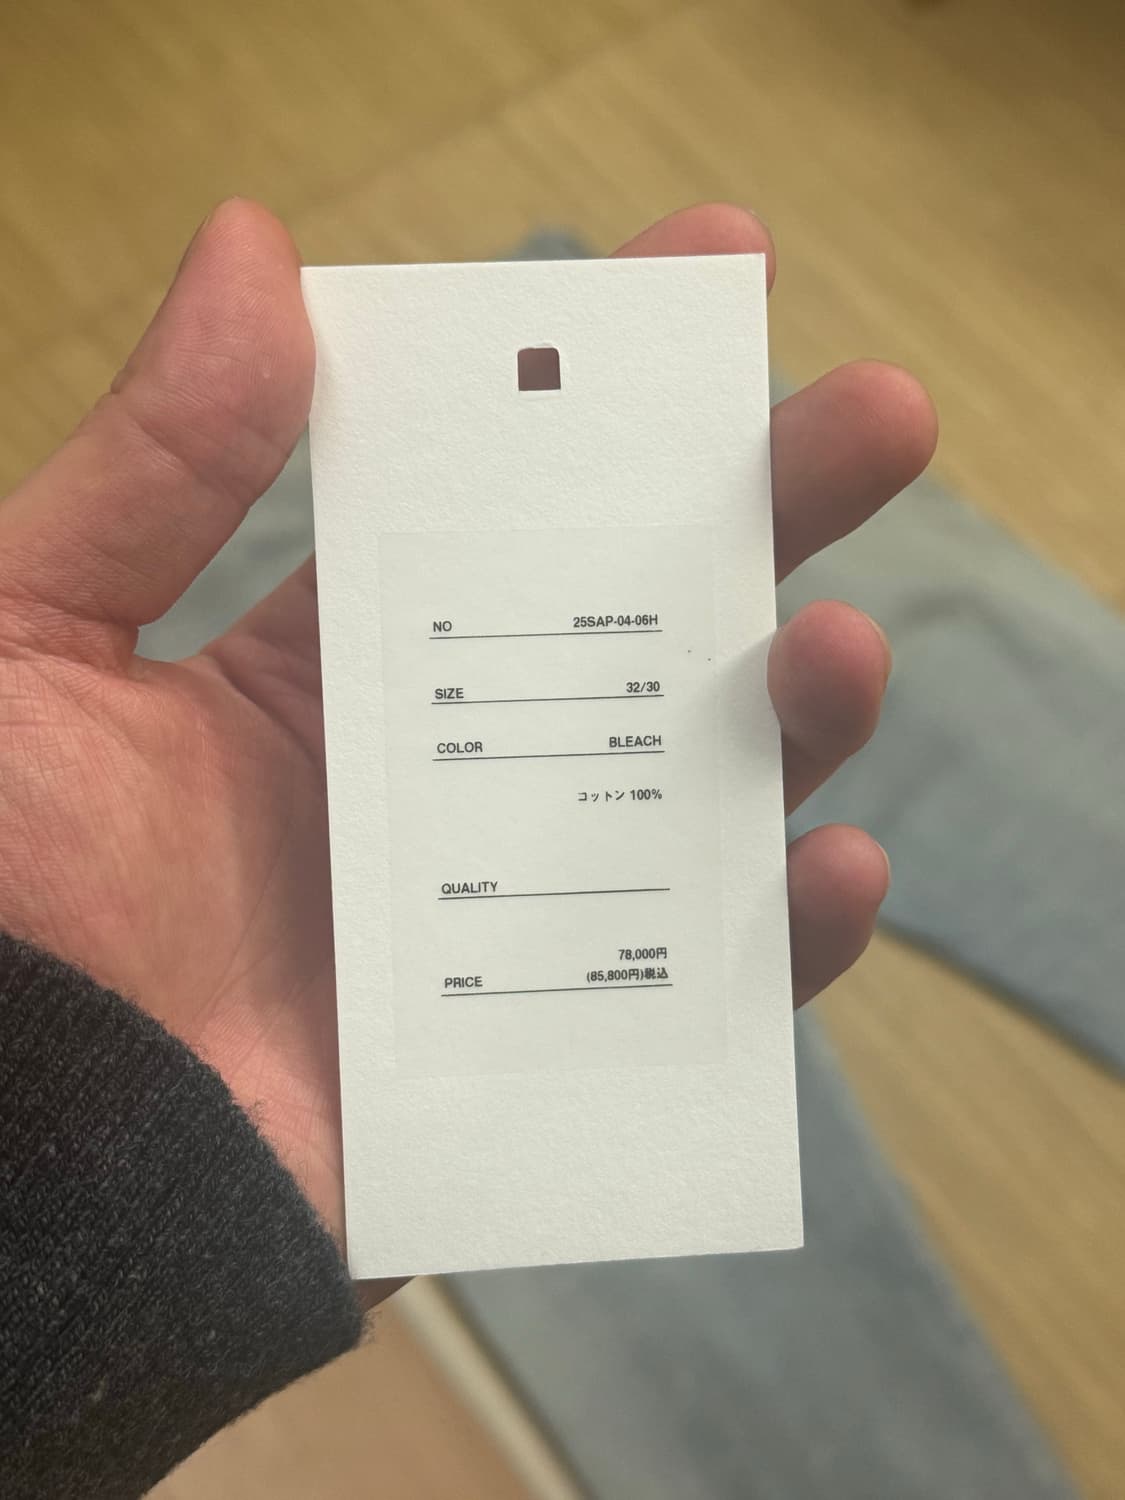 NO 25SAP-04-06H
SIZE 32/30
COLOR BLEACH
コットン 100%
QUALITY
78,000円
PRICE (85,800円)税込